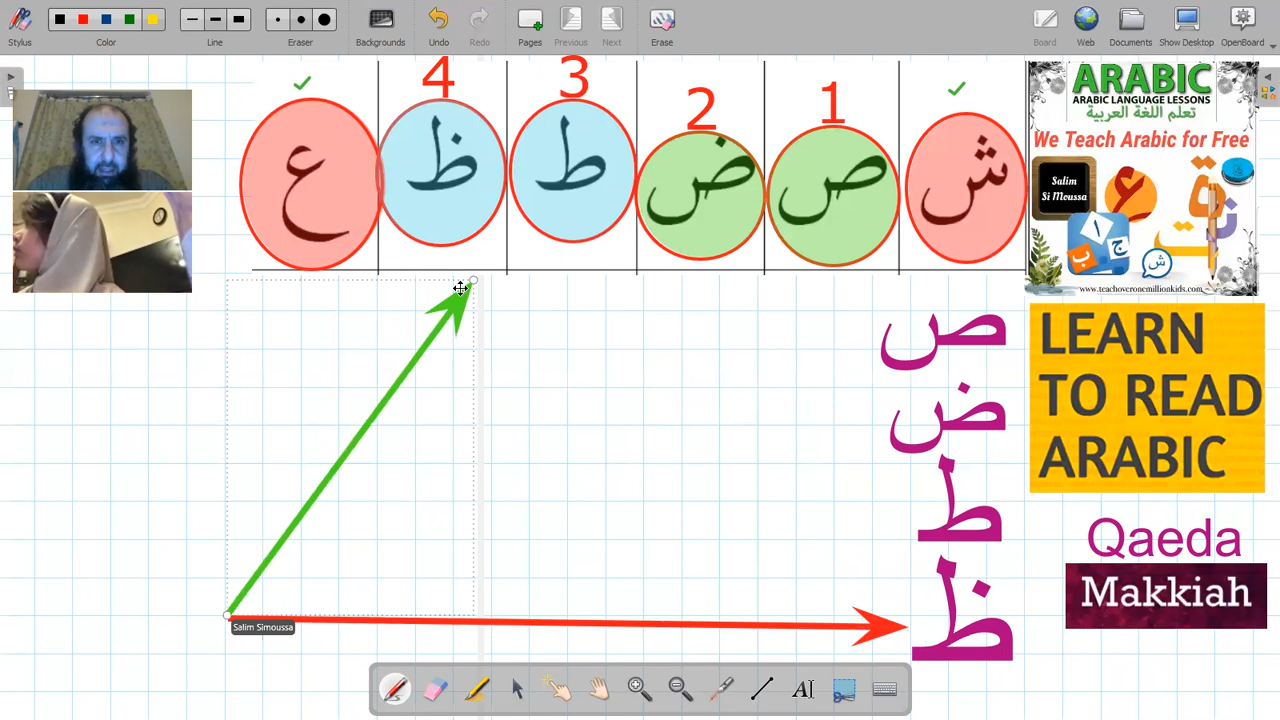 Stylus
Color
Line
Eraser
Backgrounds
Undo
Redo
Pages
Previous
Next
Erase
Board
Web
Documents
Show Desktop
OpenBoard
4
3
2
1
ع
ظ
ط
ض
ص
ش
ARABIC
ARABIC LANGUAGE LESSONS
تعلم اللغة العربية
We Teach Arabic for Free
Salim
Si Moussa
ع
ة
أ
ج
ب
ت
ن
ش
www.teachoveronemillionkids.com
ص
ض
ط
ظ
LEARN
TO READ
ARABIC
Qaeda
Makkiah
Salim Simoussa